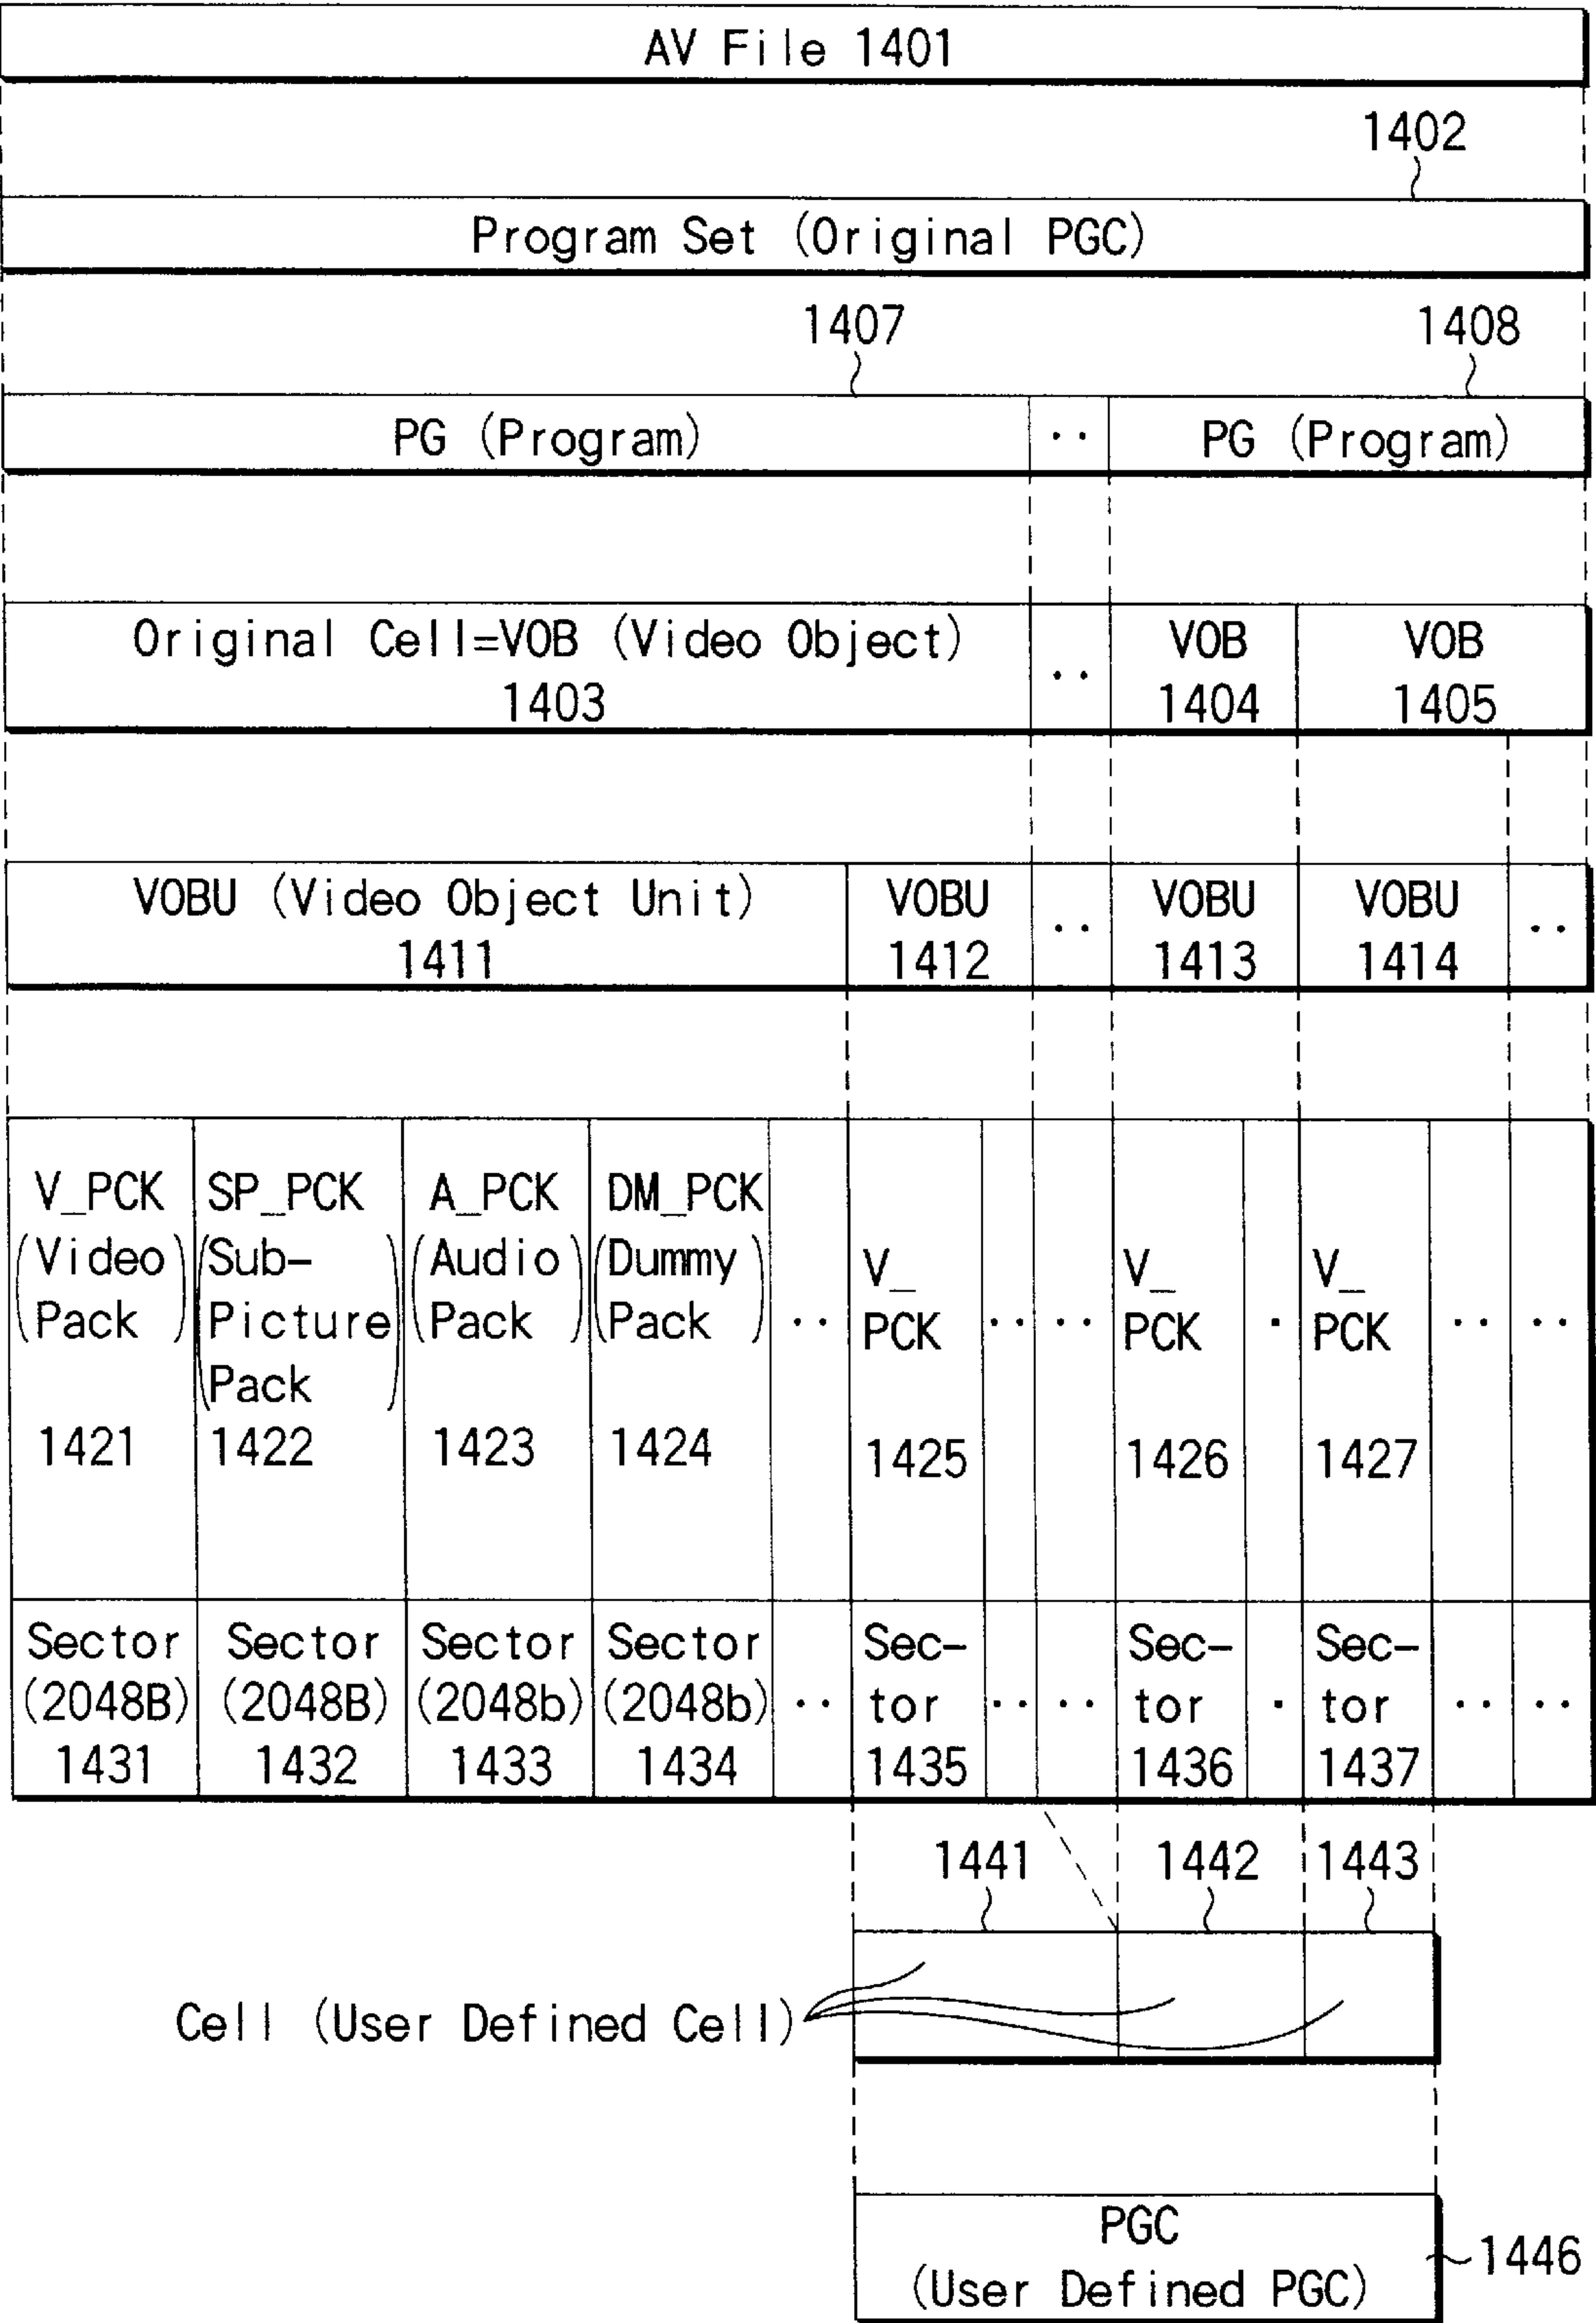 AV File 1401
1402
Program Set (Original PGC)
1407
1408
PG (Program)
..
PG (Program)
Original Cell=VOB (Video Object)
1403
..
VOB
1404
VOB
1405
VOBU (Video Object Unit)
1411
VOBU
1412
..
VOBU
1413
VOBU
1414
..
V_PCK
(Video
Pack)
1421
SP_PCK
(Sub-
Picture
Pack)
1422
A_PCK
(Audio
Pack)
1423
DM_PCK
(Dummy
Pack)
1424
..
V_
PCK
1425
..
..
V_
PCK
1426
.
V_
PCK
1427
..
..
Sector
(2048B)
1431
Sector
(2048B)
1432
Sector
(2048b)
1433
Sector
(2048b)
1434
..
Sec-
tor
1435
..
..
Sec-
tor
1436
.
Sec-
tor
1437
..
..
1441
1442
1443
Cell (User Defined Cell)
PGC
(User Defined PGC)
1446